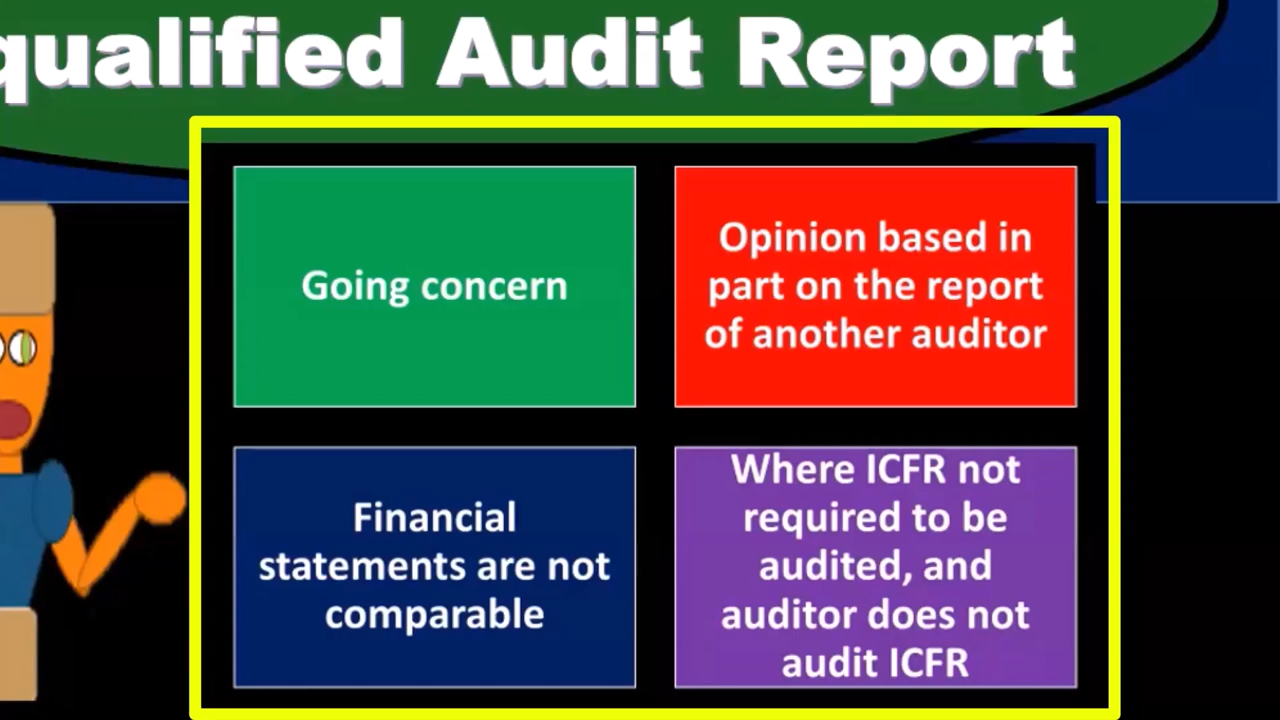 qualified Audit Report
Going concern
Opinion based in
part on the report
of another auditor
Financial
statements are not
comparable
Where ICFR not
required to be
audited, and
auditor does not
audit ICFR